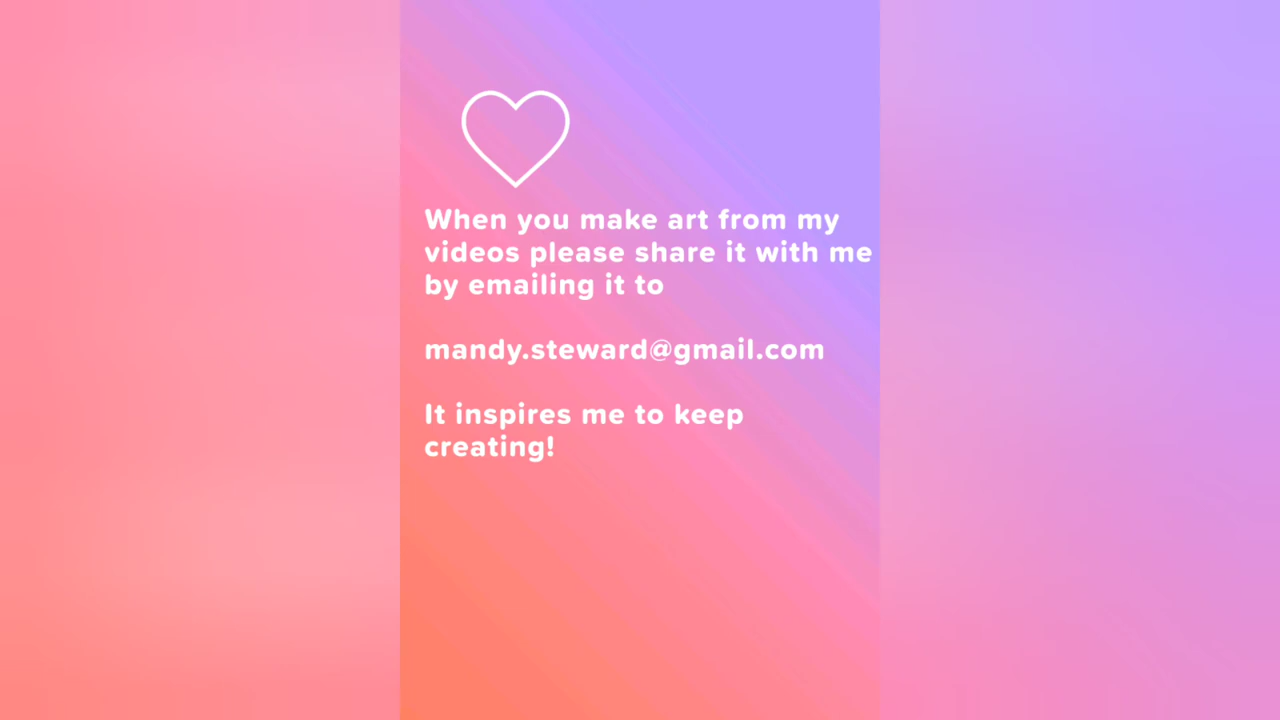 When you make art from my
videos please share it with me
by emailing it to
mandy.steward@gmail.com
It inspires me to keep
creating!